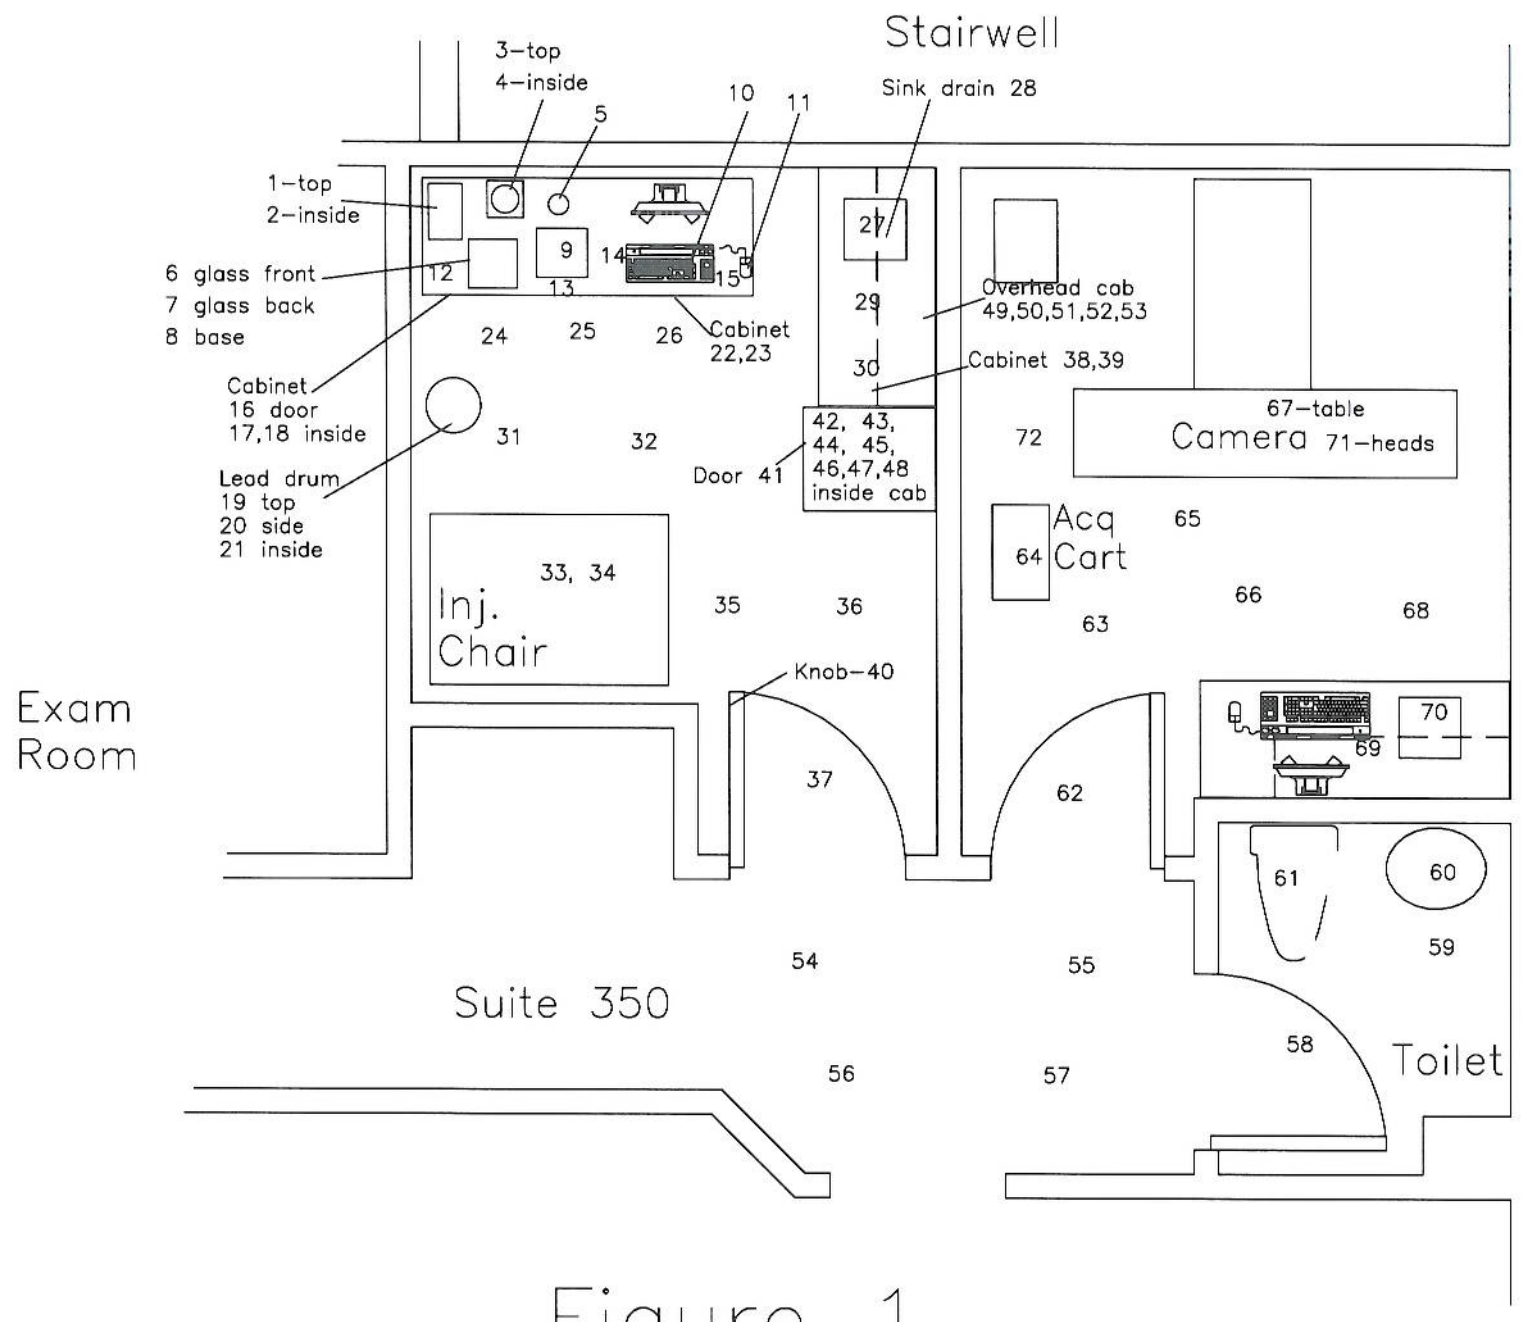 Stairwell
3-top
4-inside
5
10
11
Sink drain 28
1-top
2-inside
6 glass front
7 glass back
8 base
12
9
13
14
15
27
29
30
24
25
26
Cabinet
22,23
Overhead cab
49,50,51,52,53
Cabinet 38,39
Cabinet
16 door
17,18 inside
Lead drum
19 top
20 side
21 inside
31
32
Door 41
42, 43,
44, 45,
46,47,48
inside cab
72
67-table
Camera 71-heads
Acq
Cart
64
65
66
63
68
33, 34
Inj.
Chair
35
36
Knob-40
Exam
Room
37
62
70
69
61
60
59
54
55
Suite 350
58
Toilet
56
57
Figure 1